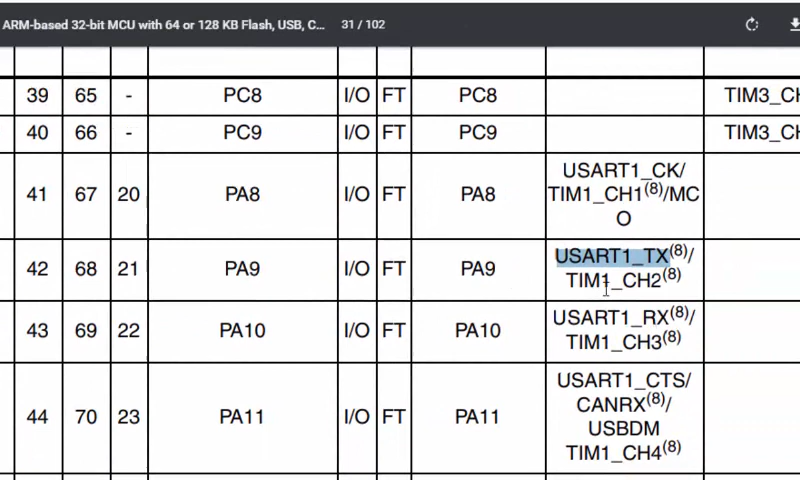 ARM-based 32-bit MCU with 64 or 128 KB Flash, USB, C... 31 / 102
39 65 - PC8 I/O FT PC8 TIM3_CH
40 66 - PC9 I/O FT PC9 TIM3_CH
41 67 20 PA8 I/O FT PA8 USART1_CK/
TIM1_CH1(8)/MC
O
42 68 21 PA9 I/O FT PA9 USART1_TX(8)/
TIM1_CH2(8)
43 69 22 PA10 I/O FT PA10 USART1_RX(8)/
TIM1_CH3(8)
44 70 23 PA11 I/O FT PA11 USART1_CTS/
CANRX(8)/
USBDM
TIM1_CH4(8)